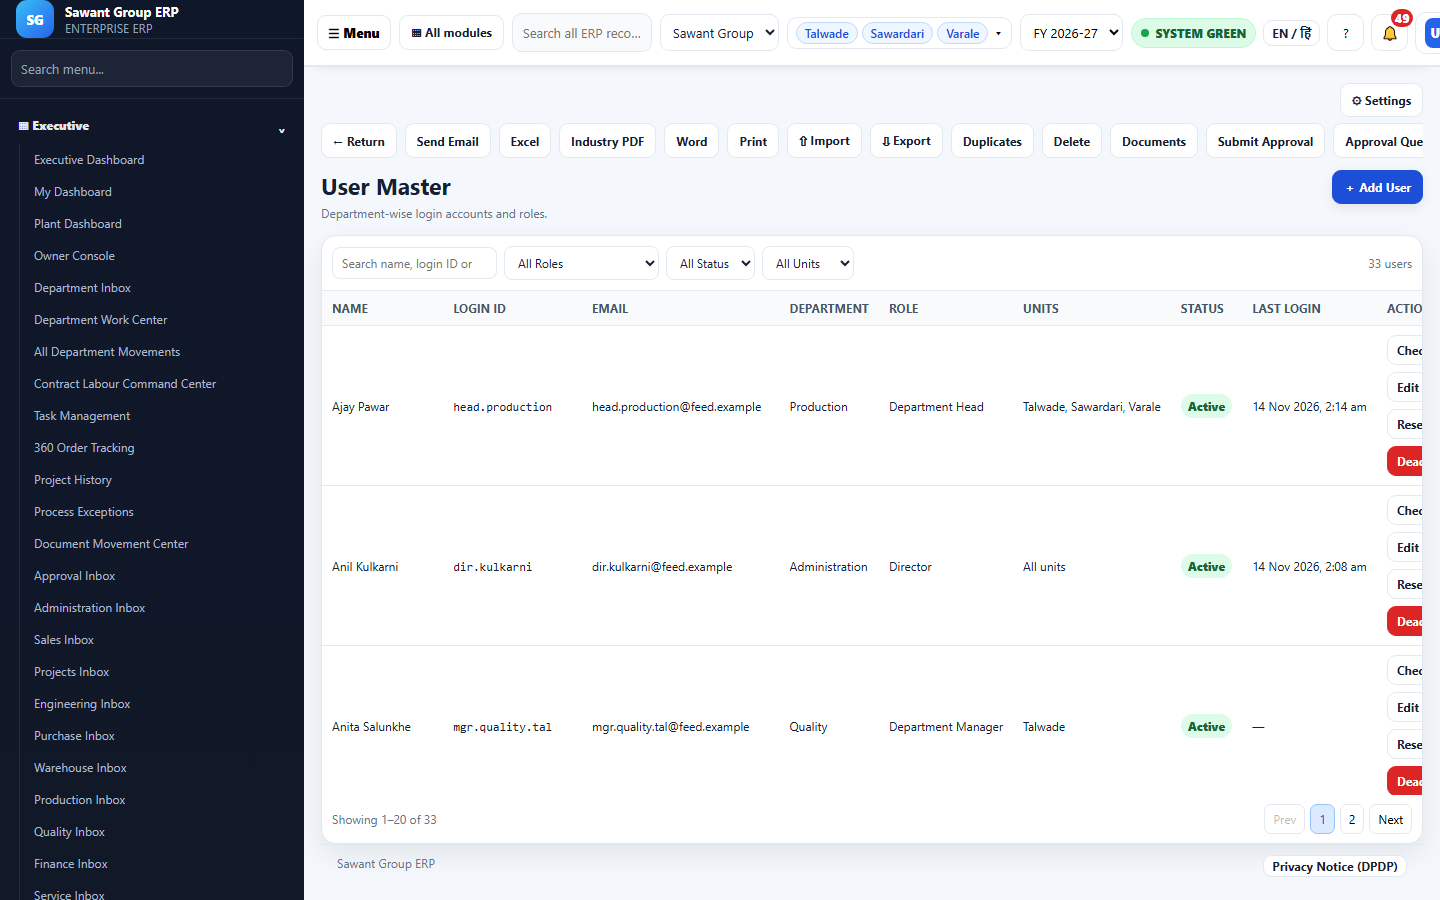 SG
Sawant Group ERP
ENTERPRISE ERP
Search menu...
Executive
Executive Dashboard
My Dashboard
Plant Dashboard
Owner Console
Department Inbox
Department Work Center
All Department Movements
Contract Labour Command Center
Task Management
360 Order Tracking
Project History
Process Exceptions
Document Movement Center
Approval Inbox
Administration Inbox
Sales Inbox
Projects Inbox
Engineering Inbox
Purchase Inbox
Warehouse Inbox
Production Inbox
Quality Inbox
Finance Inbox
Service Inbox
☰ Menu
All modules
Search all ERP reco...
Sawant Group
Talwade Sawardari Varale
FY 2026-27
SYSTEM GREEN
EN / हिं
?
49
U
⚙ Settings
← Return
Send Email
Excel
Industry PDF
Word
Print
⇧ Import
⇩ Export
Duplicates
Delete
Documents
Submit Approval
Approval Que
User Master
+ Add User
Department-wise login accounts and roles.
Search name, login ID or
All Roles
All Status
All Units
33 users
NAME LOGIN ID EMAIL DEPARTMENT ROLE UNITS STATUS LAST LOGIN ACTIO
Ajay Pawar head.production head.production@feed.example Production Department Head Talwade, Sawardari, Varale Active 14 Nov 2026, 2:14 am
Chec
Edit
Rese
Deac
Anil Kulkarni dir.kulkarni dir.kulkarni@feed.example Administration Director All units Active 14 Nov 2026, 2:08 am
Chec
Edit
Rese
Deac
Anita Salunkhe mgr.quality.tal mgr.quality.tal@feed.example Quality Department Manager Talwade Active —
Chec
Edit
Rese
Deac
Showing 1–20 of 33
Prev 1 2 Next
Sawant Group ERP
Privacy Notice (DPDP)